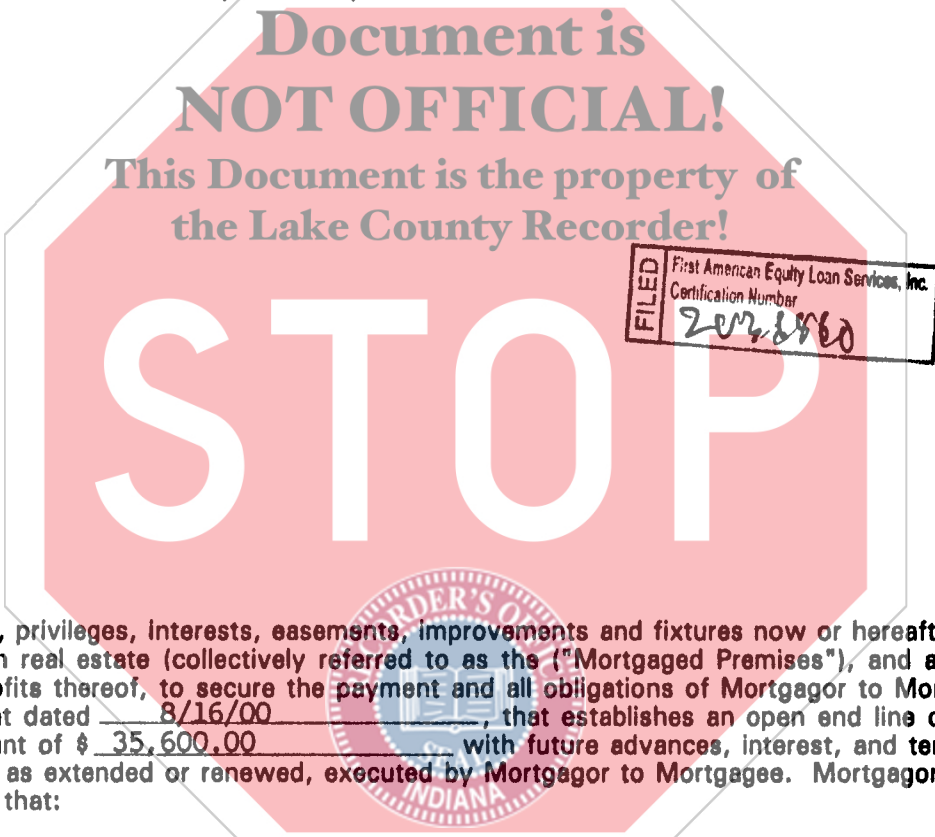 Document is
NOT OFFICIAL!
This Document is the property of
the Lake County Recorder!
FILED
First American Equity Loan Services, Inc.
Certification Number
STOP
RECORDER'S
, privileges, interests, easements, improvements and fixtures now or hereaft
n real estate (collectively referred to as the ("Mortgaged Premises"), and a
fits thereof, to secure the payment and all obligations of Mortgagor to Mo
t dated 8/16/00, that establishes an open end line
nt of $ 35,600.00 with future advances, interest, and te
as extended or renewed, executed by Mortgagor to Mortgagee. Mortgagor
that:
SEAL
INDIANA